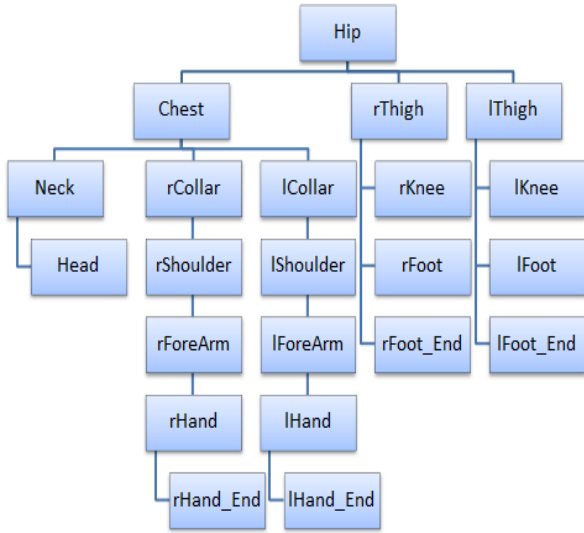 Hip
Chest
rThigh
lThigh
Neck
rCollar
lCollar
rKnee
lKnee
Head
rShoulder
lShoulder
rFoot
lFoot
rForeArm
lForeArm
rFoot_End
lFoot_End
rHand
lHand
rHand_End
lHand_End